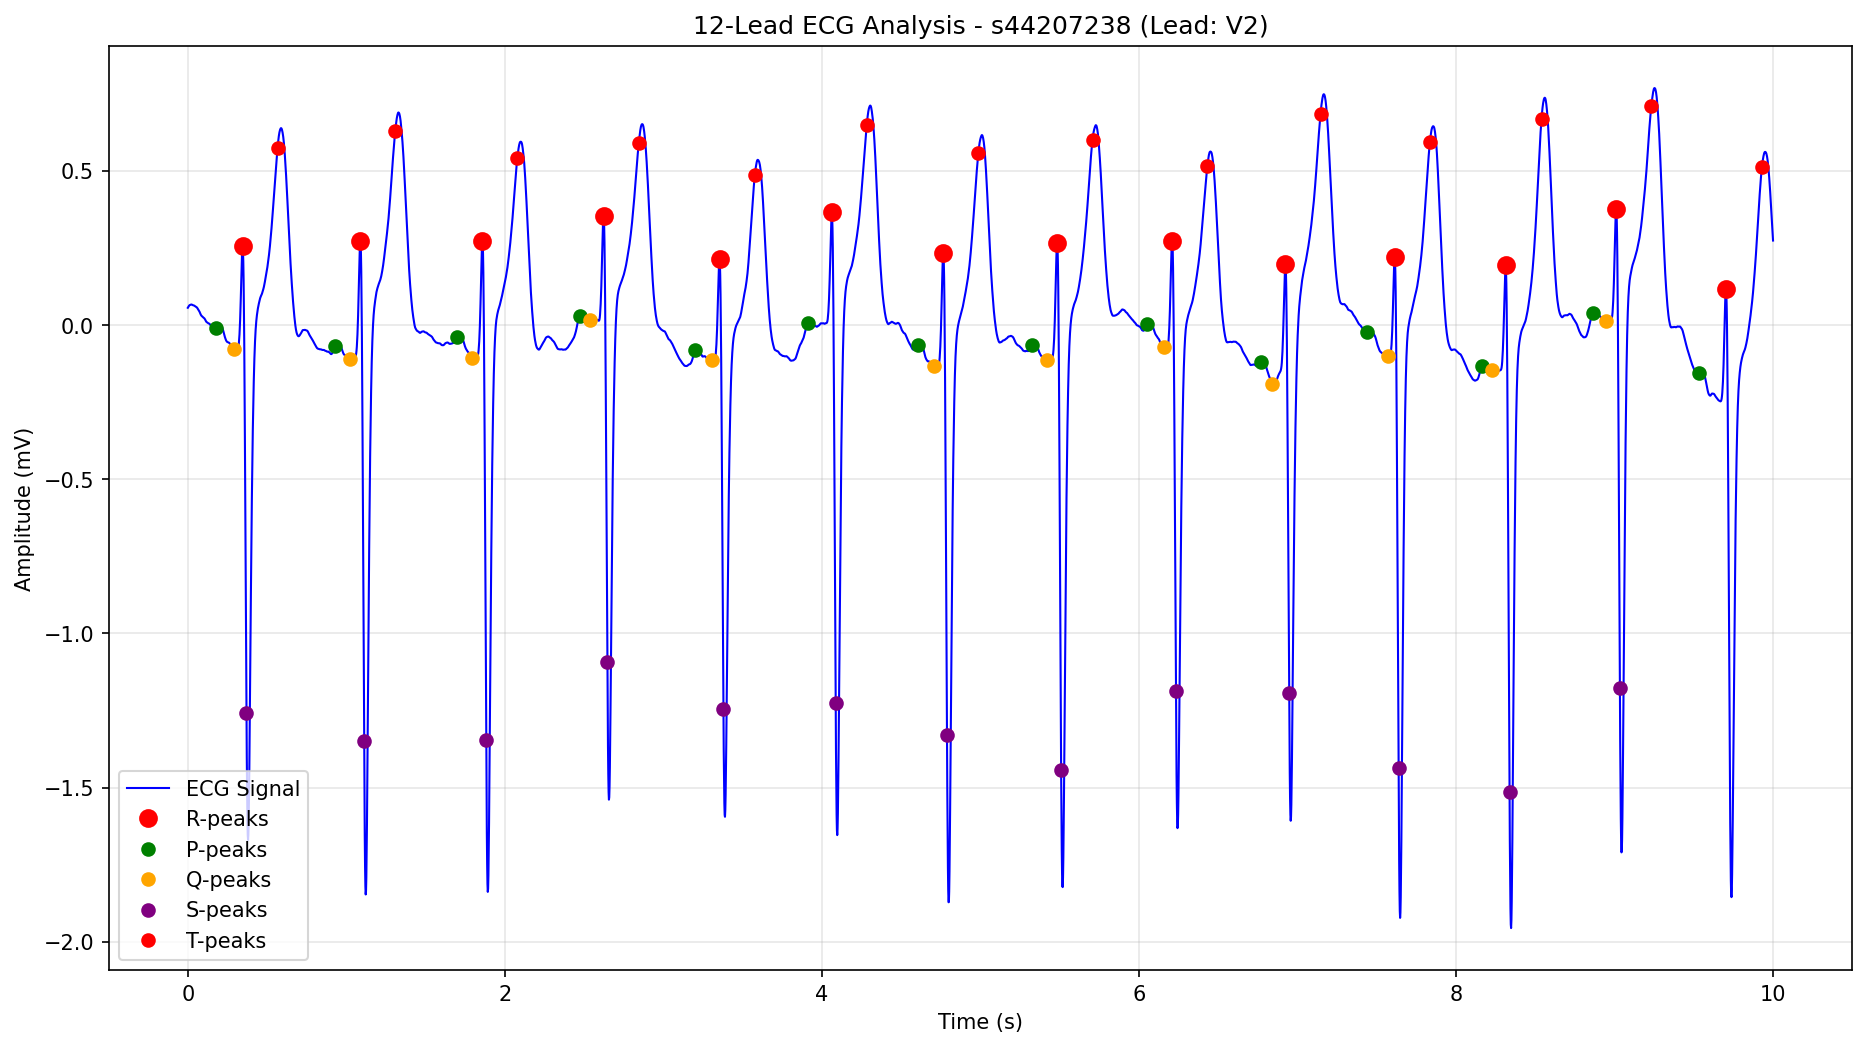 12-Lead ECG Analysis - s44207238 (Lead: V2)
Amplitude (mV)
0.5
0.0
−0.5
−1.0
−1.5
−2.0
ECG Signal
R-peaks
P-peaks
Q-peaks
S-peaks
T-peaks
0 2 4 6 8 10
Time (s)